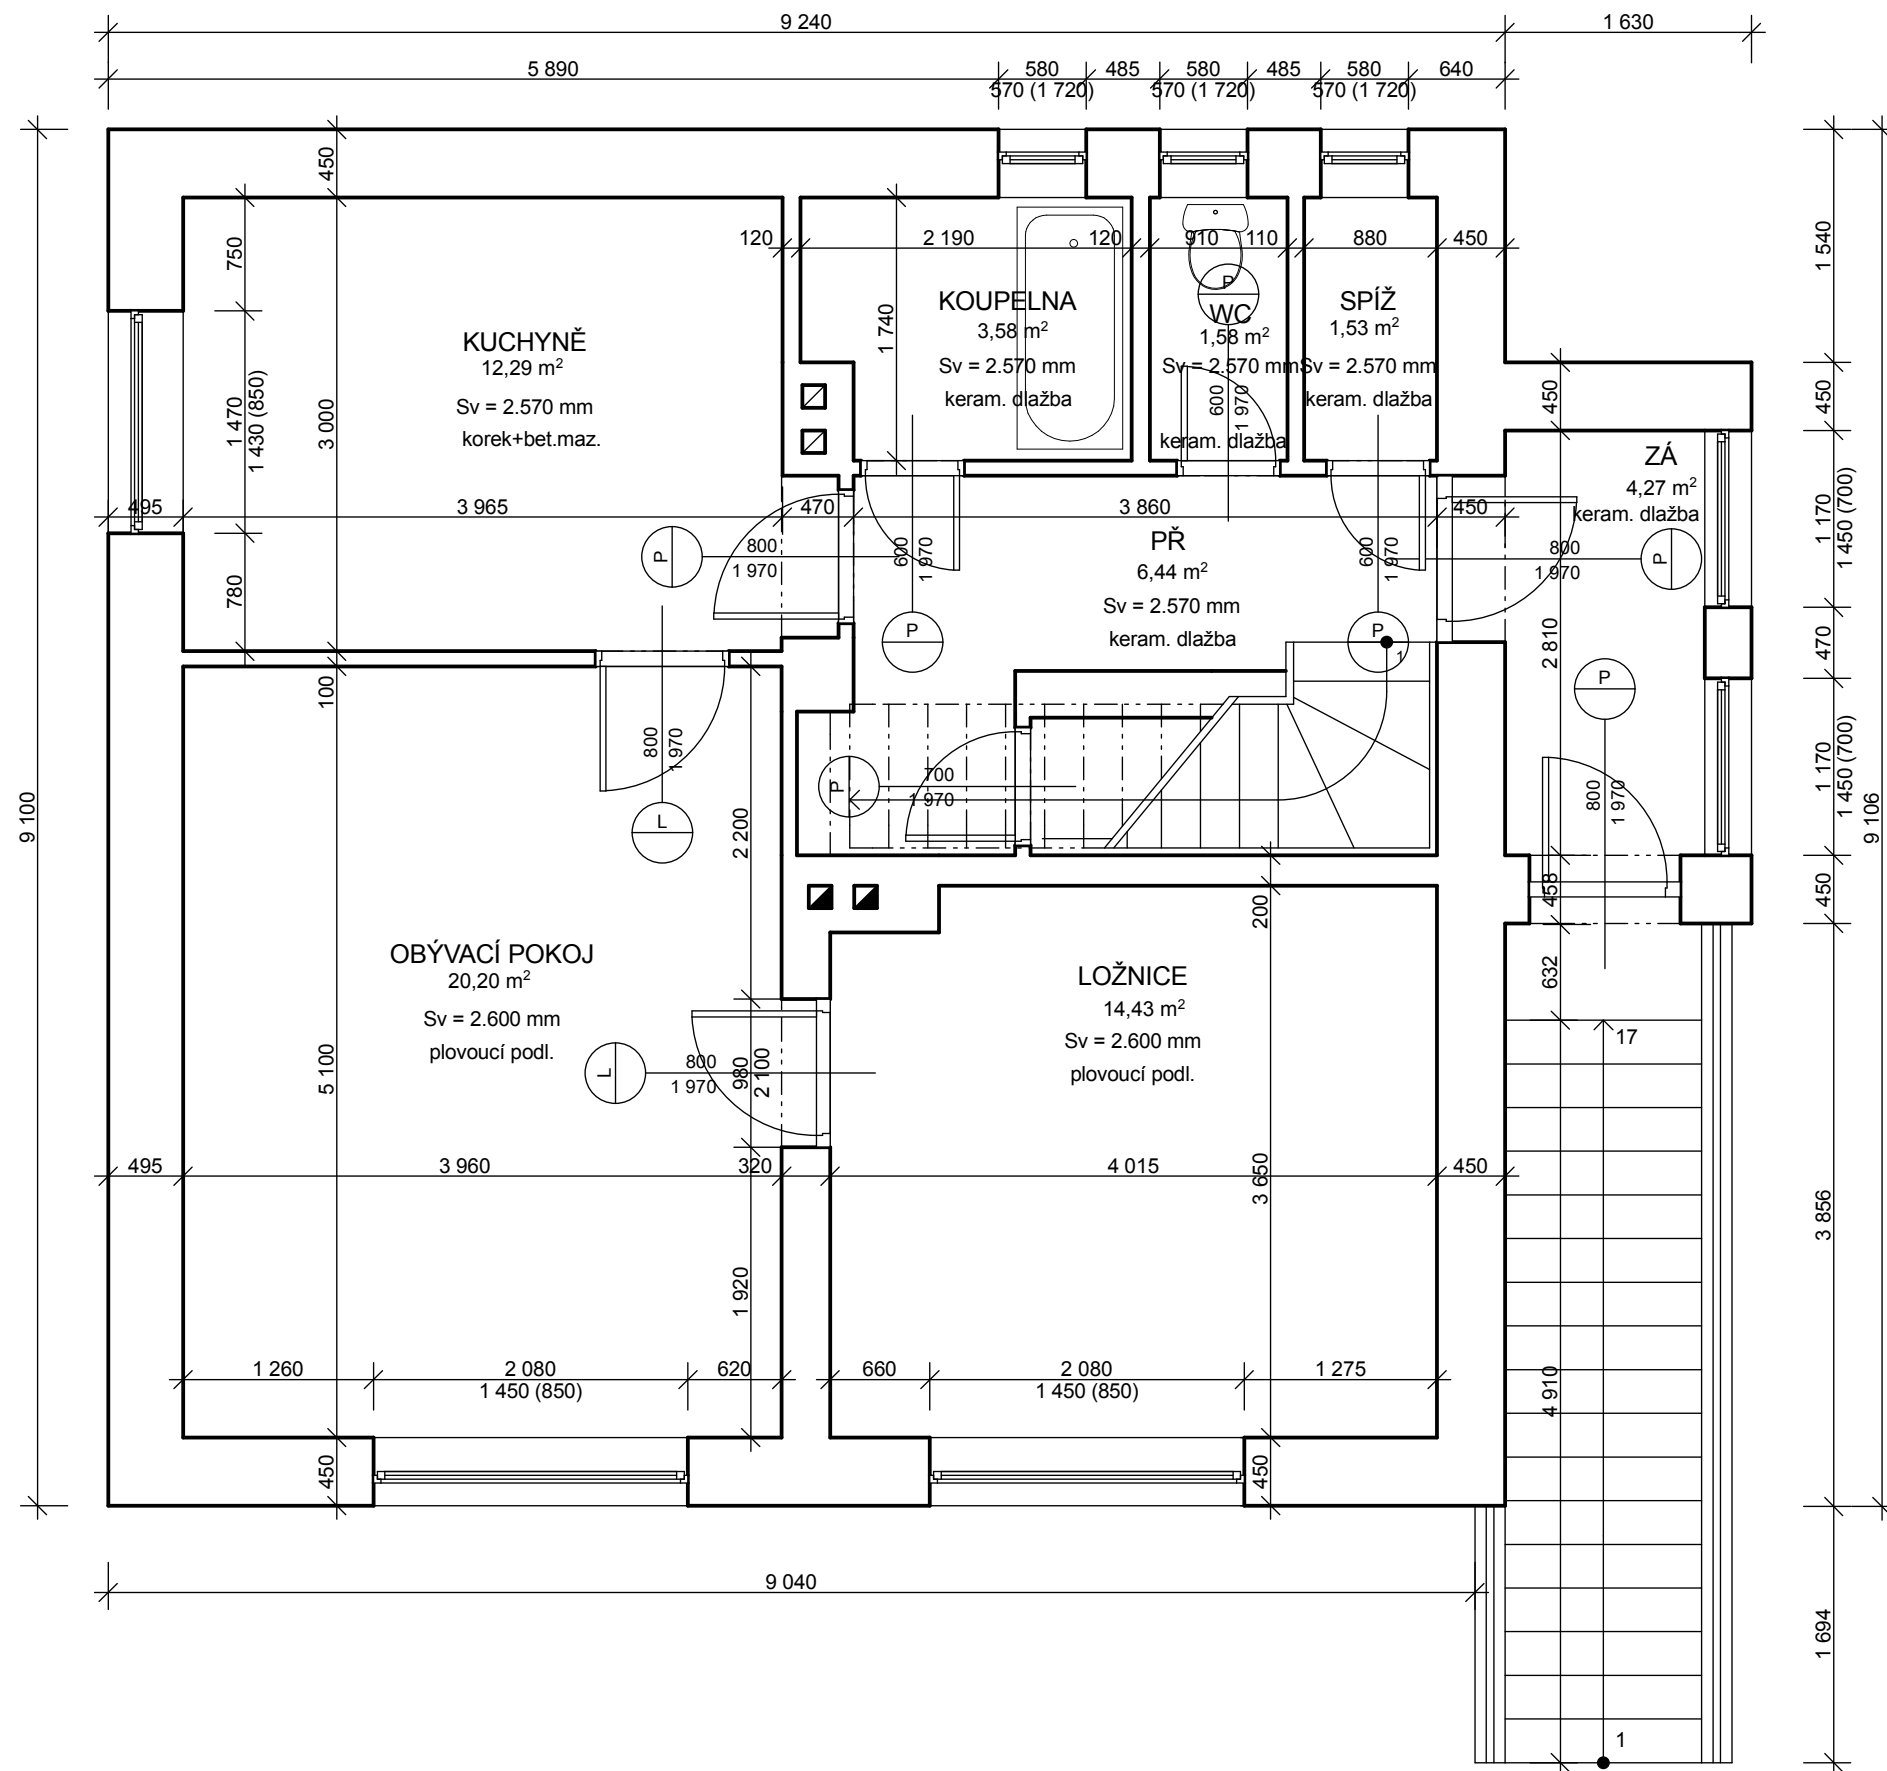 9 240
1 630
5 890
580
485
580
485
580
640
570 (1 720)
570 (1 720)
570 (1 720)
450
750
120
2 190
120
910
110
880
450
1 540
P
KOUPELNA
3,58 m²
Sv = 2.570 mm
keram. dlažba
1 740
WC
1,58 m²
Sv = 2.570 mm
keram. dlažba
600
1 970
SPÍŽ
1,53 m²
Sv = 2.570 mm
keram. dlažba
KUCHYNĚ
12,29 m²
Sv = 2.570 mm
korek+bet.maz.
1 470
1 430 (850)
3 000
450
450
ZÁ
4,27 m²
keram. dlažba
495
3 965
470
3 860
450
1 170
1 450 (700)
P
800
1 970
600
1 970
PŘ
6,44 m²
Sv = 2.570 mm
keram. dlažba
600
1 970
800
1 970
P
780
P
P
1
2 810
470
100
800
1 970
P
L
P
700
1 970
800
1 970
1 170
1 450 (700)
9 100
2 200
9 106
458
450
200
632
OBÝVACÍ POKOJ
20,20 m²
Sv = 2.600 mm
plovoucí podl.
LOŽNICE
14,43 m²
Sv = 2.600 mm
plovoucí podl.
17
5 100
L
800
1 970
980
2 100
495
3 960
320
4 015
450
3 650
3 856
1 920
1 260
2 080
620
660
2 080
1 275
1 450 (850)
1 450 (850)
4 910
450
450
9 040
1 694
1